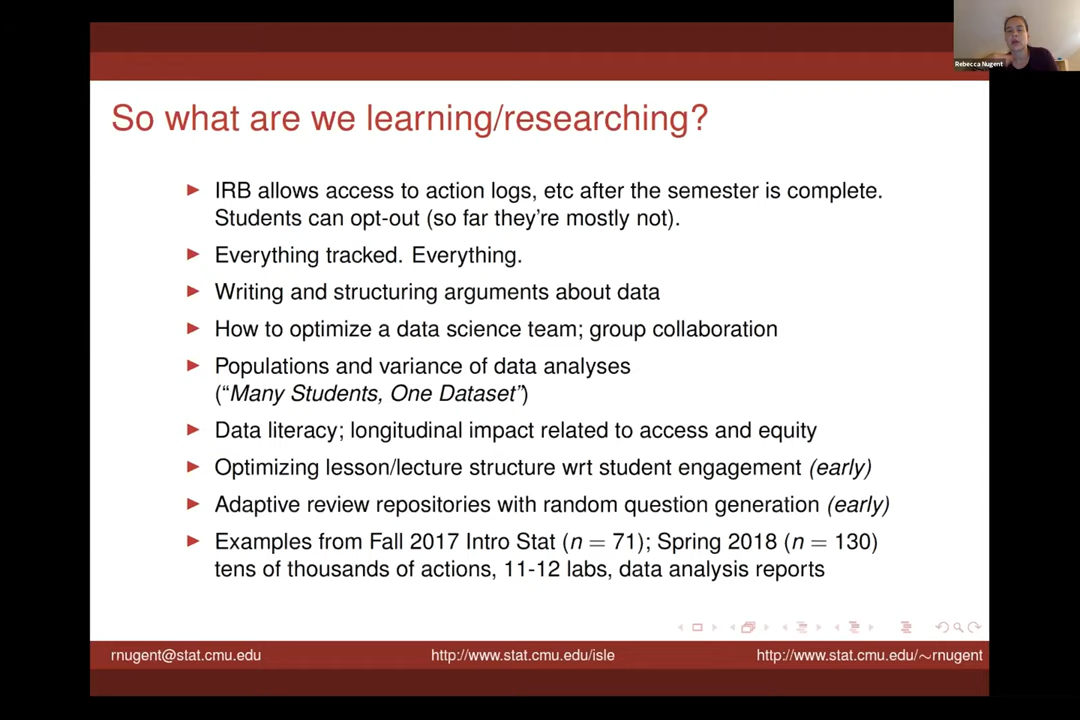 Rebecca Nugent
So what are we learning/researching?
IRB allows access to action logs, etc after the semester is complete.
Students can opt-out (so far they're mostly not).
Everything tracked. Everything.
Writing and structuring arguments about data
How to optimize a data science team; group collaboration
Populations and variance of data analyses
("Many Students, One Dataset")
Data literacy; longitudinal impact related to access and equity
Optimizing lesson/lecture structure wrt student engagement (early)
Adaptive review repositories with random question generation (early)
Examples from Fall 2017 Intro Stat (n = 71); Spring 2018 (n = 130)
tens of thousands of actions, 11-12 labs, data analysis reports
rnugent@stat.cmu.edu http://www.stat.cmu.edu/isle http://www.stat.cmu.edu/~rnugent